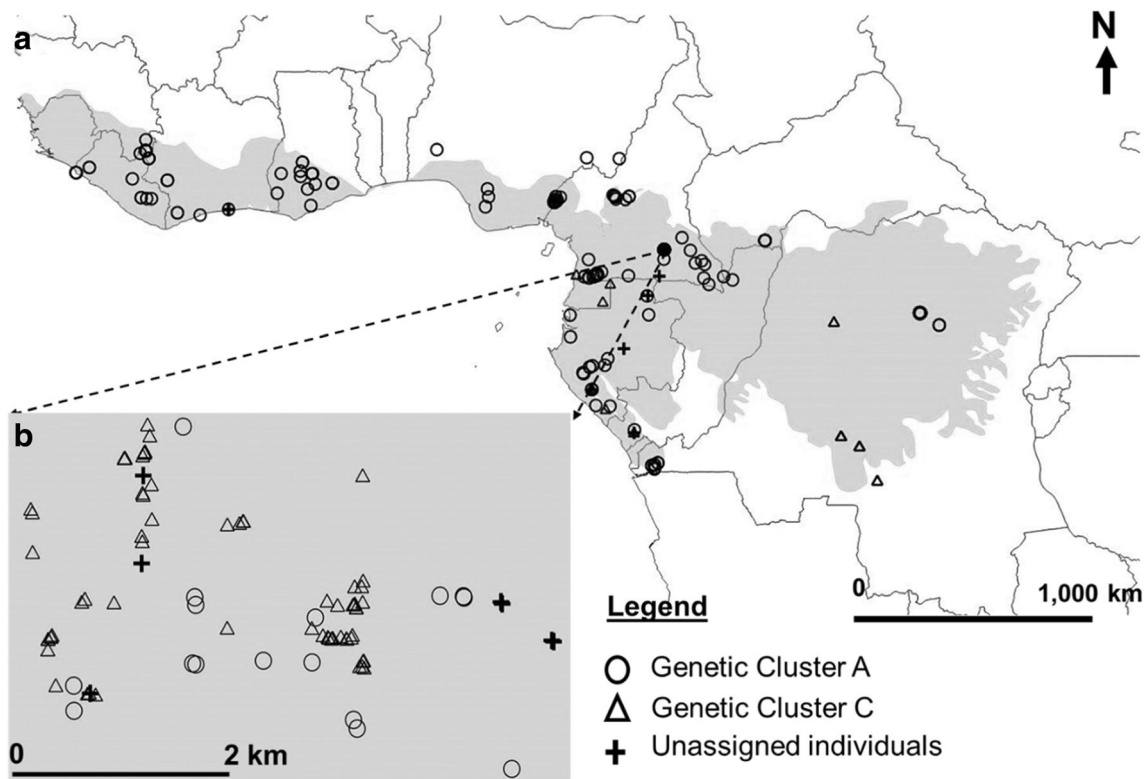 a
N
b
0
1,000 km
Legend
Genetic Cluster A
Genetic Cluster C
Unassigned individuals
0
2 km